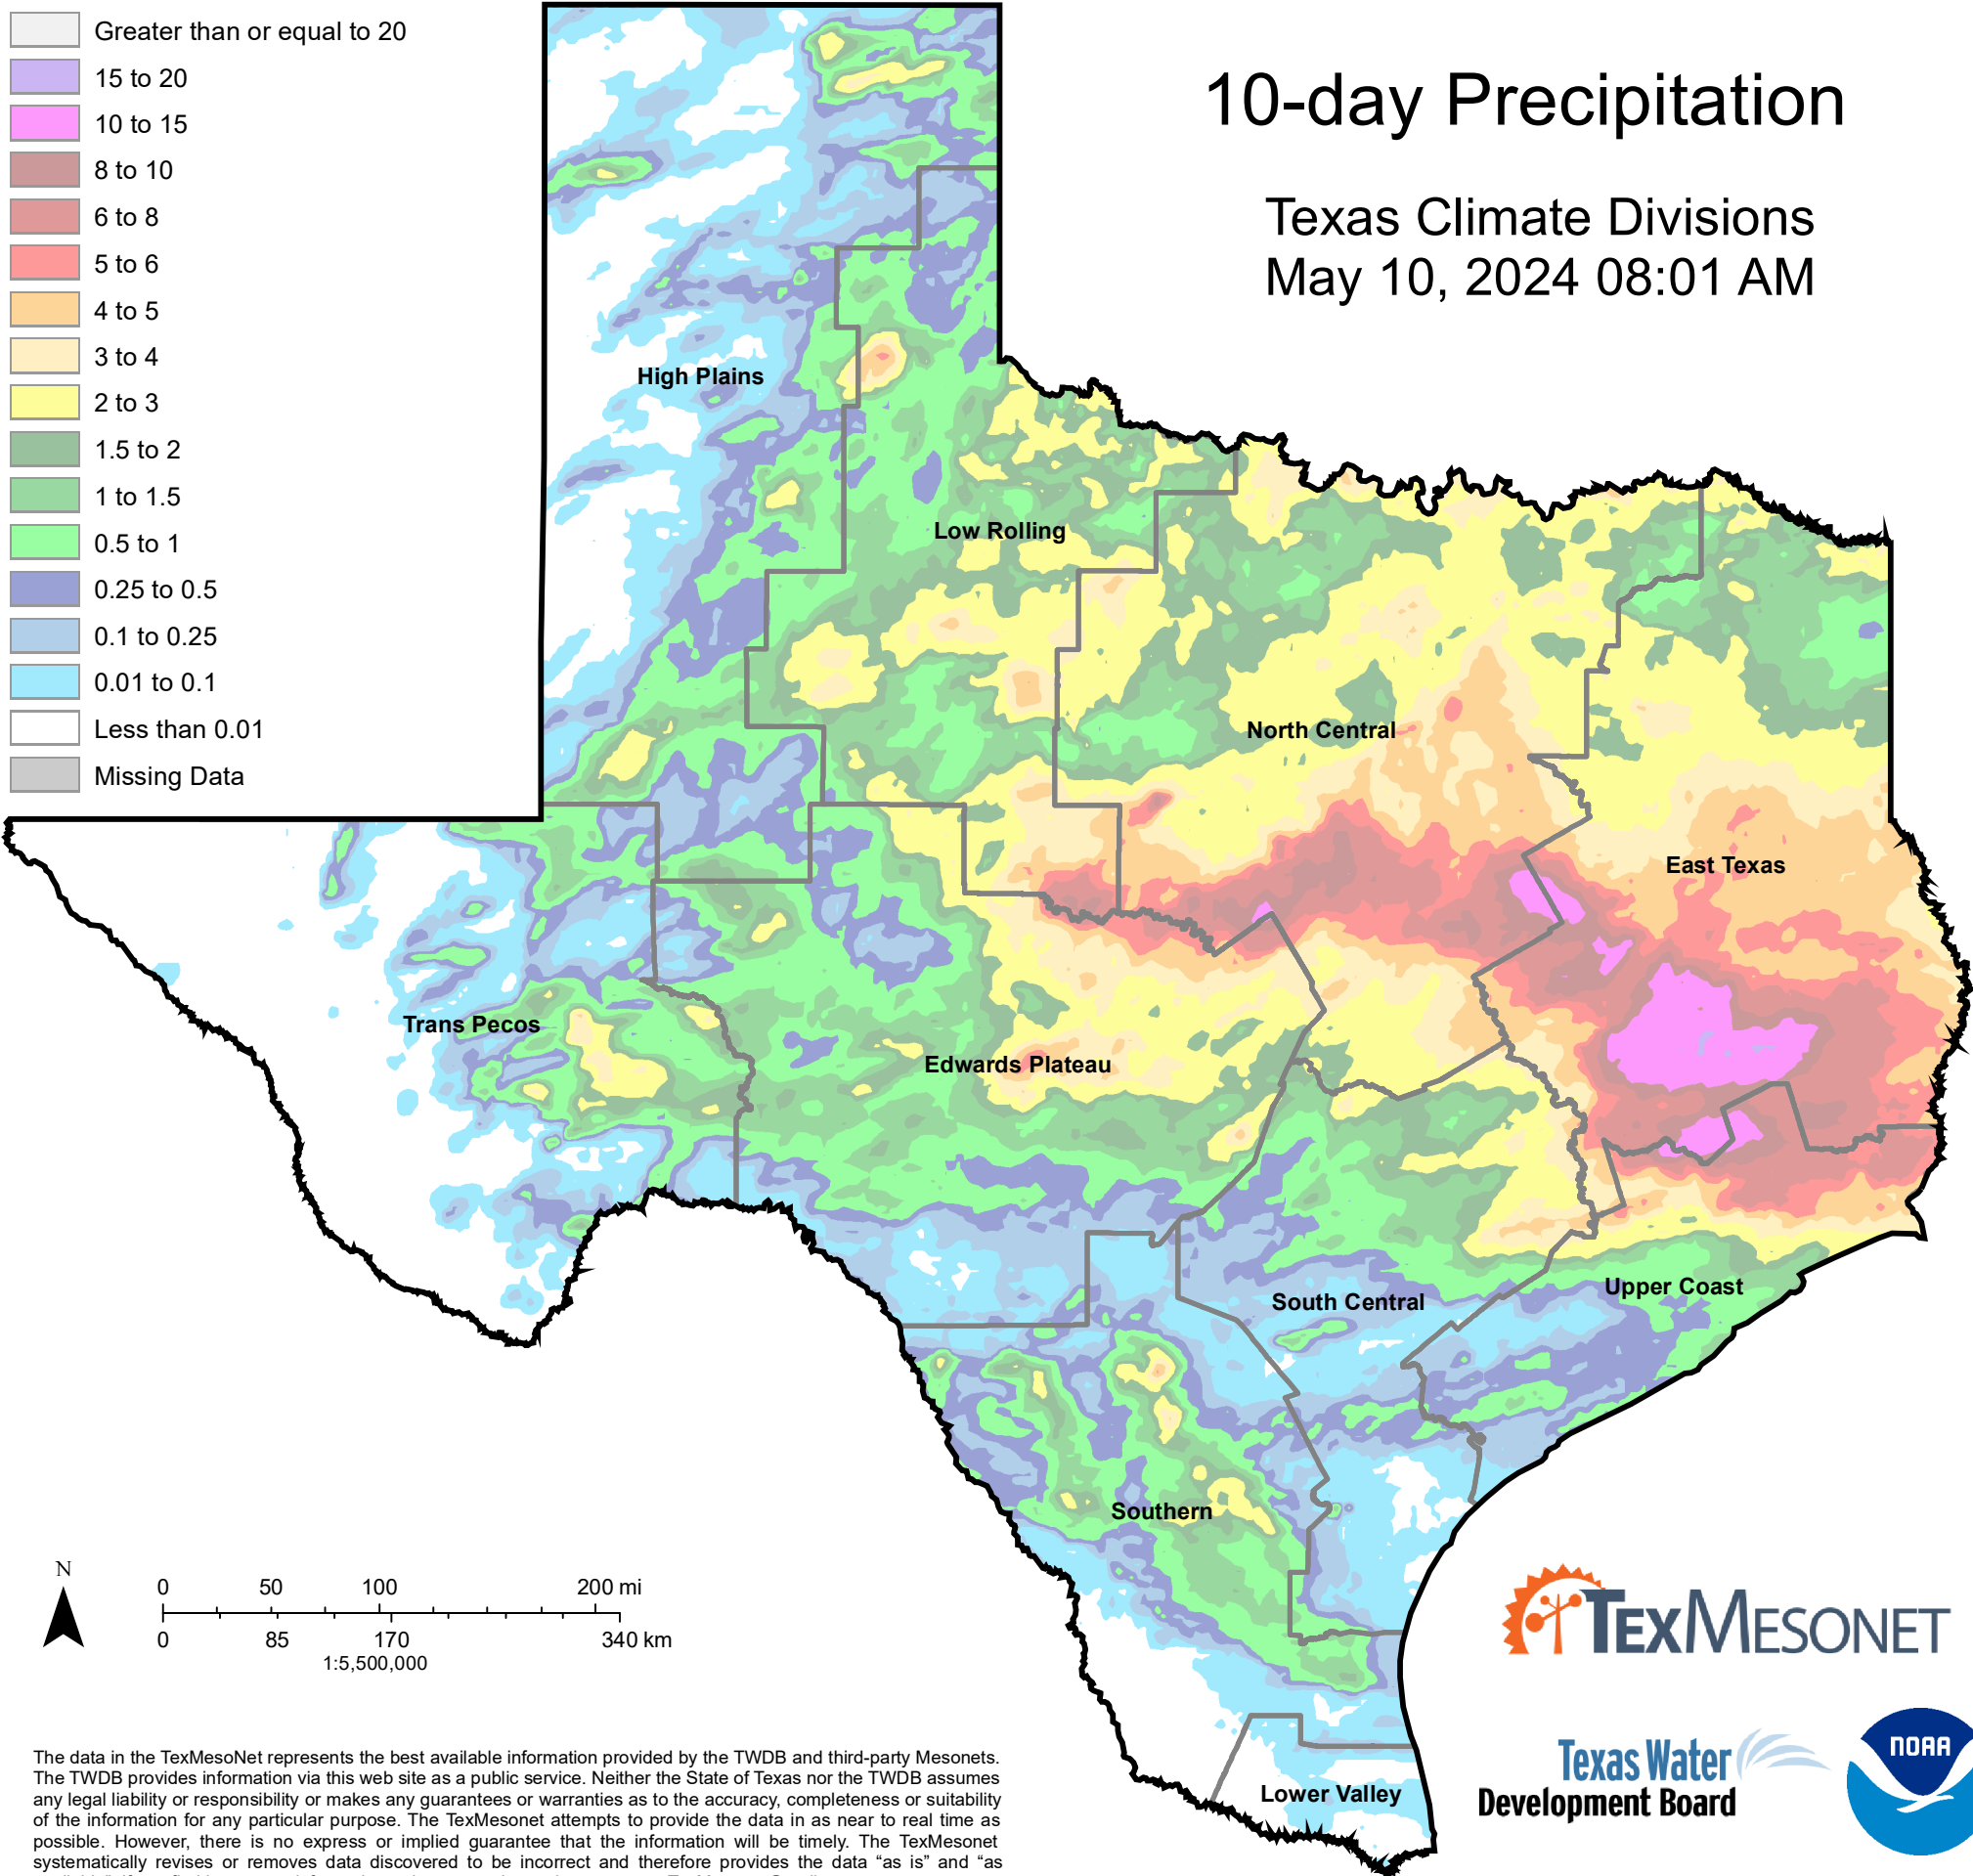 Greater than or equal to 20
15 to 20
10 to 15
8 to 10
6 to 8
5 to 6
4 to 5
3 to 4
2 to 3
1.5 to 2
1 to 1.5
0.5 to 1
0.25 to 0.5
0.1 to 0.25
0.01 to 0.1
Less than 0.01
Missing Data
10-day Precipitation
Texas Climate Divisions
May 10, 2024 08:01 AM
High Plains
Low Rolling
North Central
East Texas
Trans Pecos
Edwards Plateau
South Central
Upper Coast
Southern
Lower Valley
N
0 50 100 200 mi
0 85 170 340 km
1:5,500,000
TEXMESONET
Texas Water
Development Board
NOAA
The data in the TexMesoNet represents the best available information provided by the TWDB and third-party Mesonets.
The TWDB provides information via this web site as a public service. Neither the State of Texas nor the TWDB assumes
any legal liability or responsibility or makes any guarantees or warranties as to the accuracy, completeness or suitability
of the information for any particular purpose. The TexMesonet attempts to provide the data in as near to real time as
possible. However, there is no express or implied guarantee that the information will be timely. The TexMesonet
systematically revises or removes data discovered to be incorrect and therefore provides the data “as is” and “as